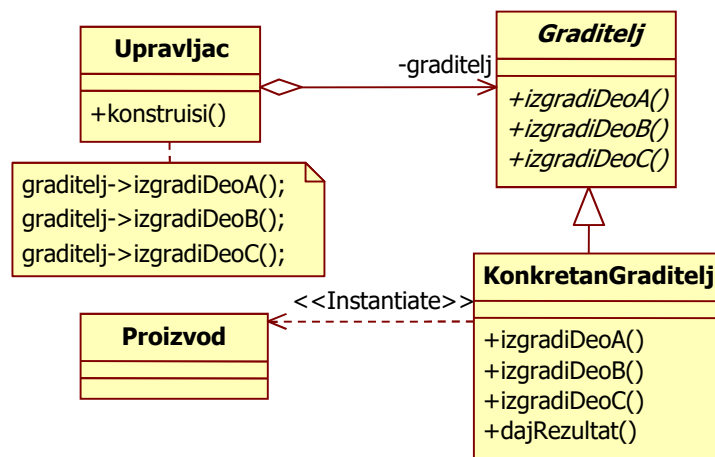 Upravljac
+konstruisi()
graditelj->izgradiDeoA();
graditelj->izgradiDeoB();
graditelj->izgradiDeoC();
-graditelj
Graditelj
+izgradiDeoA()
+izgradiDeoB()
+izgradiDeoC()
<<Instantiate>>
Proizvod
KonkretanGraditelj
+izgradiDeoA()
+izgradiDeoB()
+izgradiDeoC()
+dajRezultat()